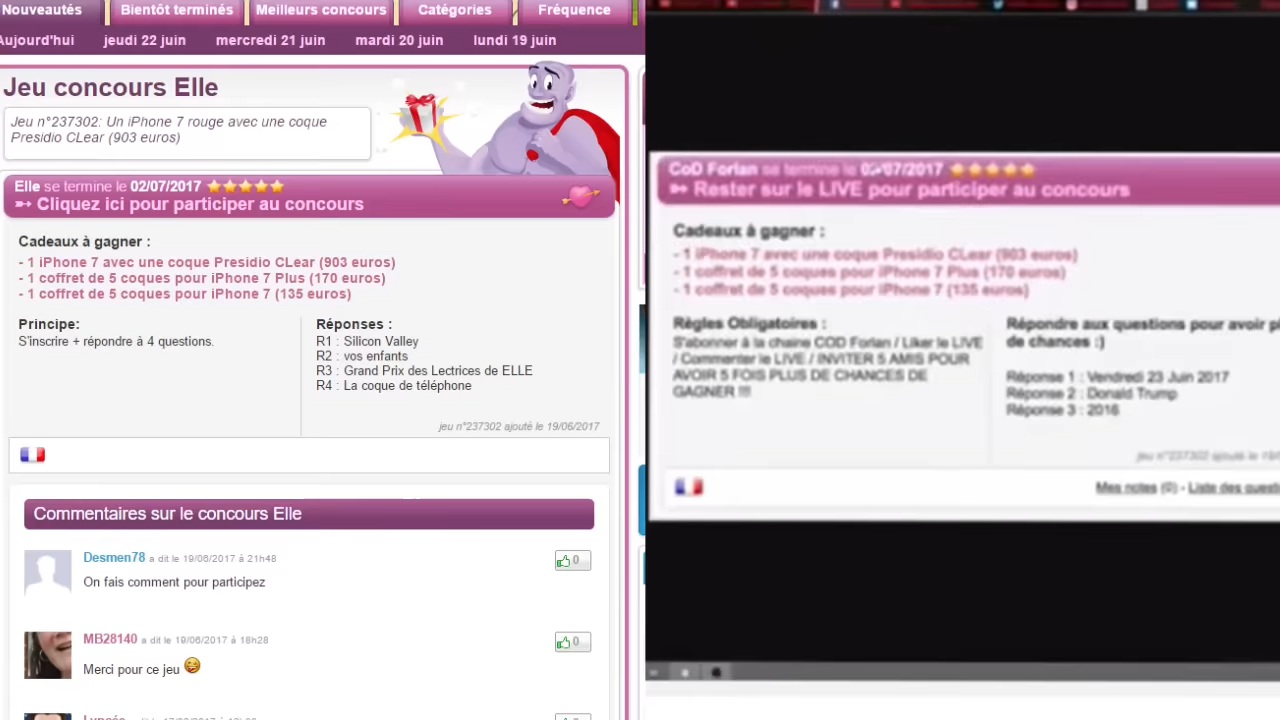 Nouveautés
Bientôt terminés
Meilleurs concours
Catégories
Fréquence
Aujourd'hui
jeudi 22 juin
mercredi 21 juin
mardi 20 juin
lundi 19 juin
Jeu concours Elle
Jeu n°237302: Un iPhone 7 rouge avec une coque
Presidio CLear (903 euros)
Elle se termine le 02/07/2017
Cliquez ici pour participer au concours
Cadeaux à gagner :
- 1 iPhone 7 avec une coque Presidio CLear (903 euros)
- 1 coffret de 5 coques pour iPhone 7 Plus (170 euros)
- 1 coffret de 5 coques pour iPhone 7 (135 euros)
Principe:
S'inscrire + répondre à 4 questions.
Réponses :
R1 : Silicon Valley
R2 : vos enfants
R3 : Grand Prix des Lectrices de ELLE
R4 : La coque de téléphone
jeu n°237302 ajouté le 19/06/2017
Commentaires sur le concours Elle
Desmen78 a dit le 19/06/2017 à 21h48
On fais comment pour participez
0
MB28140 a dit le 19/06/2017 à 18h28
Merci pour ce jeu
0
CoD Forlan se termine le 02/07/2017
Rester sur le LIVE pour participer au concours
Cadeaux à gagner :
- 1 iPhone 7 avec une coque Presidio CLear (903 euros)
- 1 coffret de 5 coques pour iPhone 7 Plus (170 euros)
- 1 coffret de 5 coques pour iPhone 7 (135 euros)
Règles Obligatoires :
S'abonner à la chaine COD Forlan / Liker le LIVE
/ Commenter le LIVE / INVITER 5 AMIS POUR
AVOIR 5 FOIS PLUS DE CHANCES DE
GAGNER !!!
Répondre aux questions pour avoir pl
de chances :)
Réponse 1 : Vendredi 23 Juin 2017
Réponse 2 : Donald Trump
Réponse 3 : 2016
jeu n°237302 ajouté le 19/
Mes notes (0) - Liste des quest